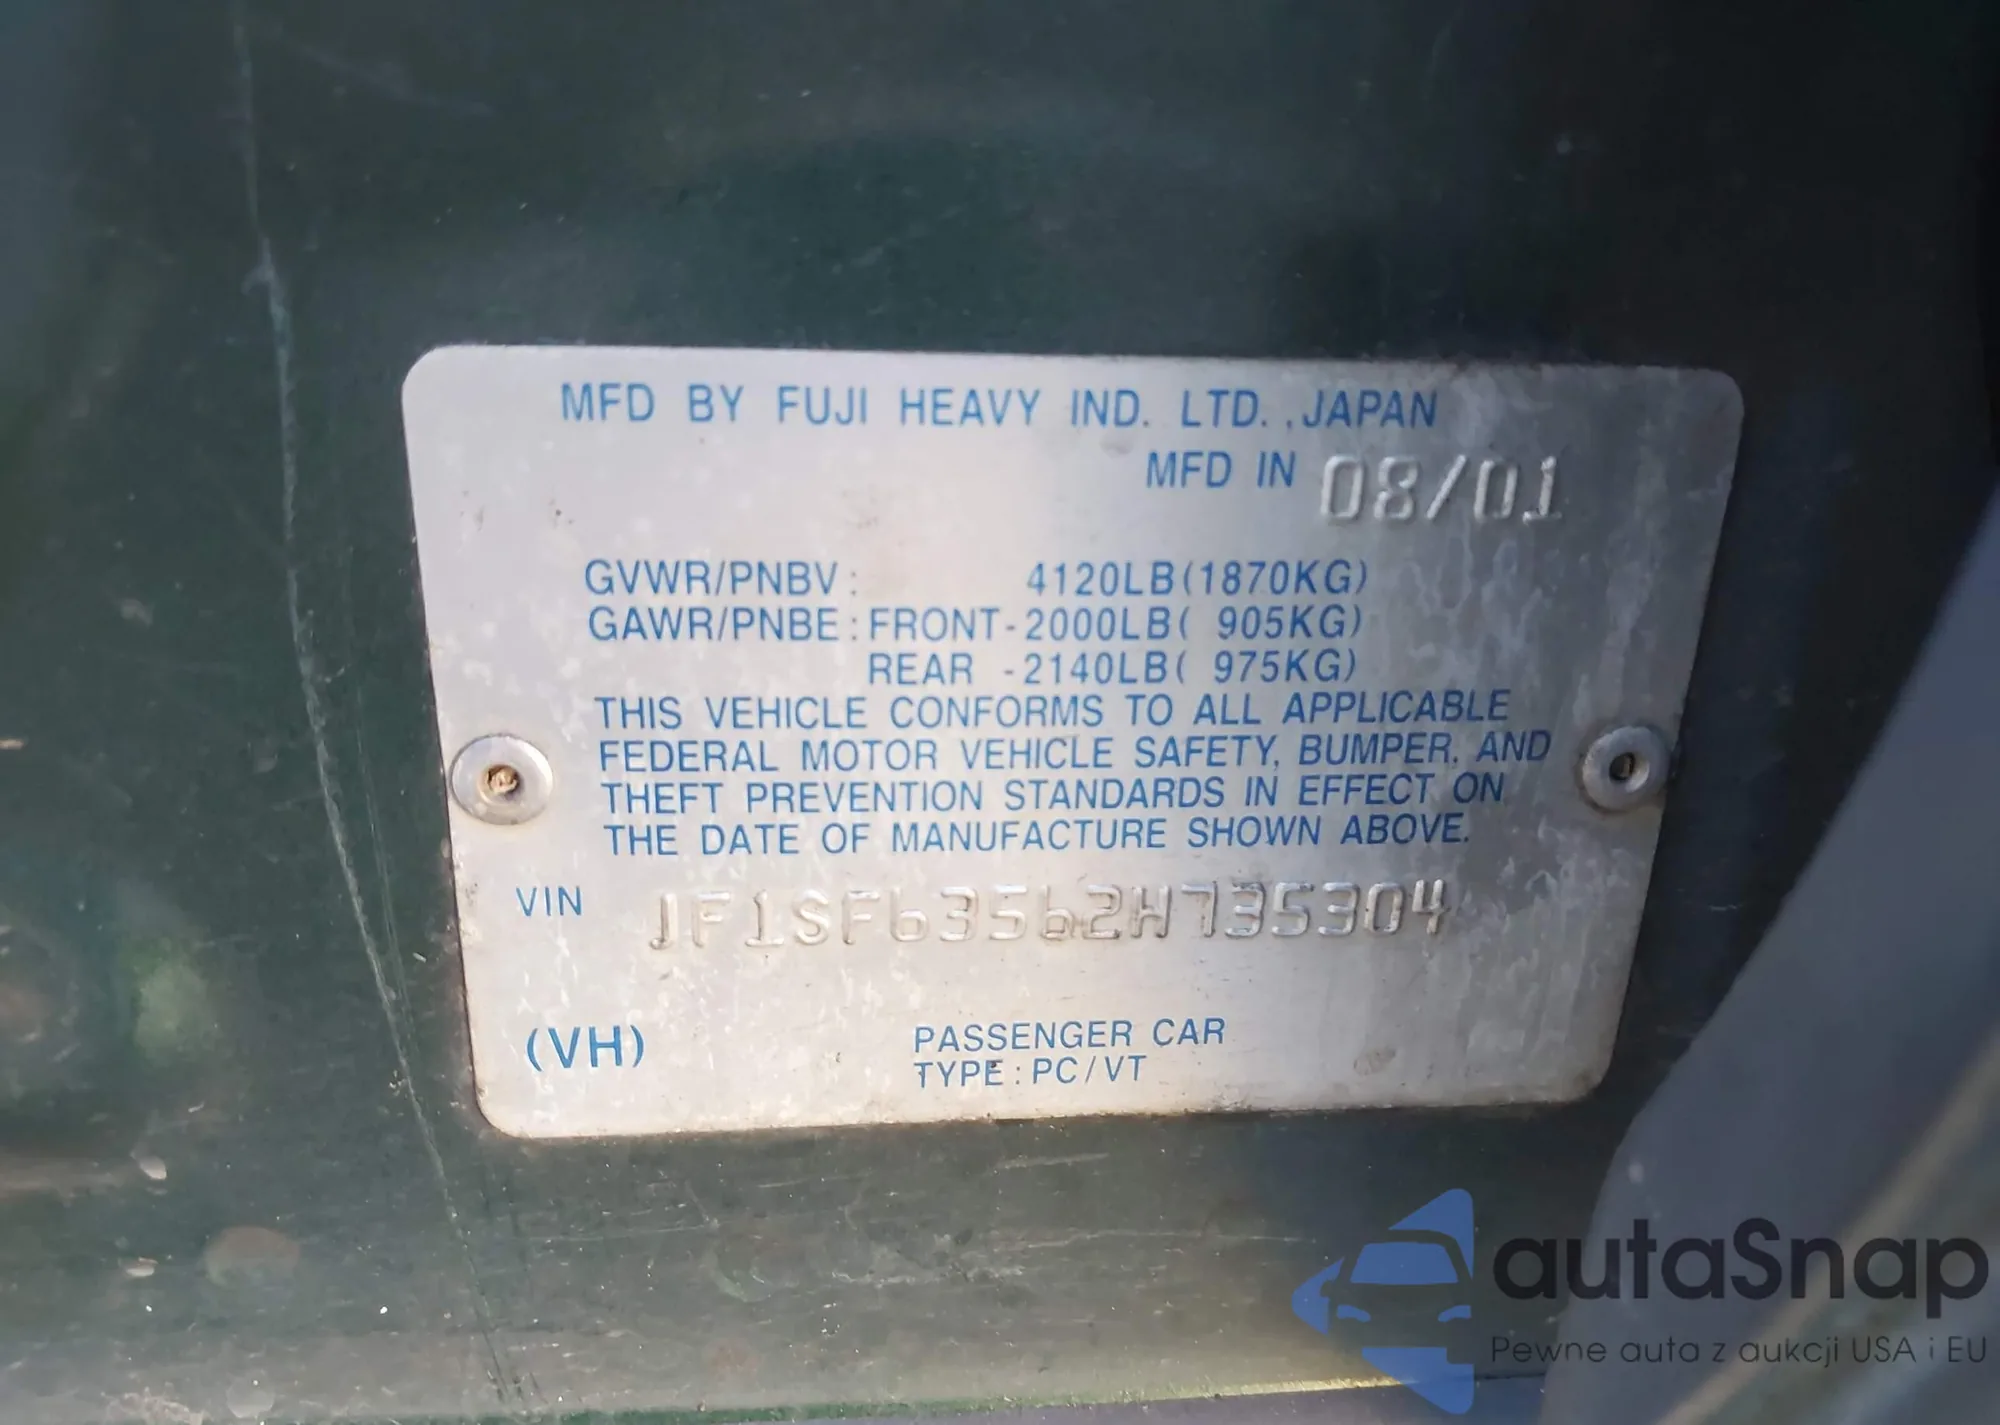 MFD BY FUJI HEAVY IND. LTD. ,JAPAN
MFD IN 08/01
GVWR/PNBV : 4120LB(1870KG)
GAWR/PNBE : FRONT-2000LB( 905KG)
REAR -2140LB( 975KG)
THIS VEHICLE CONFORMS TO ALL APPLICABLE
FEDERAL MOTOR VEHICLE SAFETY, BUMPER, AND
THEFT PREVENTION STANDARDS IN EFFECT ON
THE DATE OF MANUFACTURE SHOWN ABOVE.
VIN JF1SF63562H735304
(VH) PASSENGER CAR
TYPE : PC/VT
autaSnap
Pewne auta z aukcji USA i EU